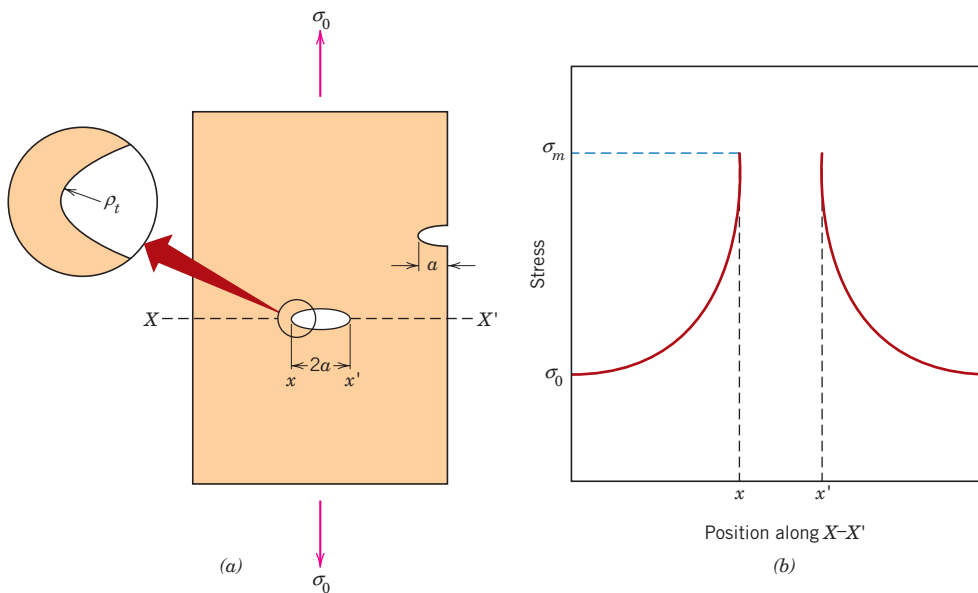 σ₀
ρₜ
a
X
X'
2a
x
x'
σ₀
(a)
Stress
σₘ
σ₀
x
x'
Position along X–X'
(b)